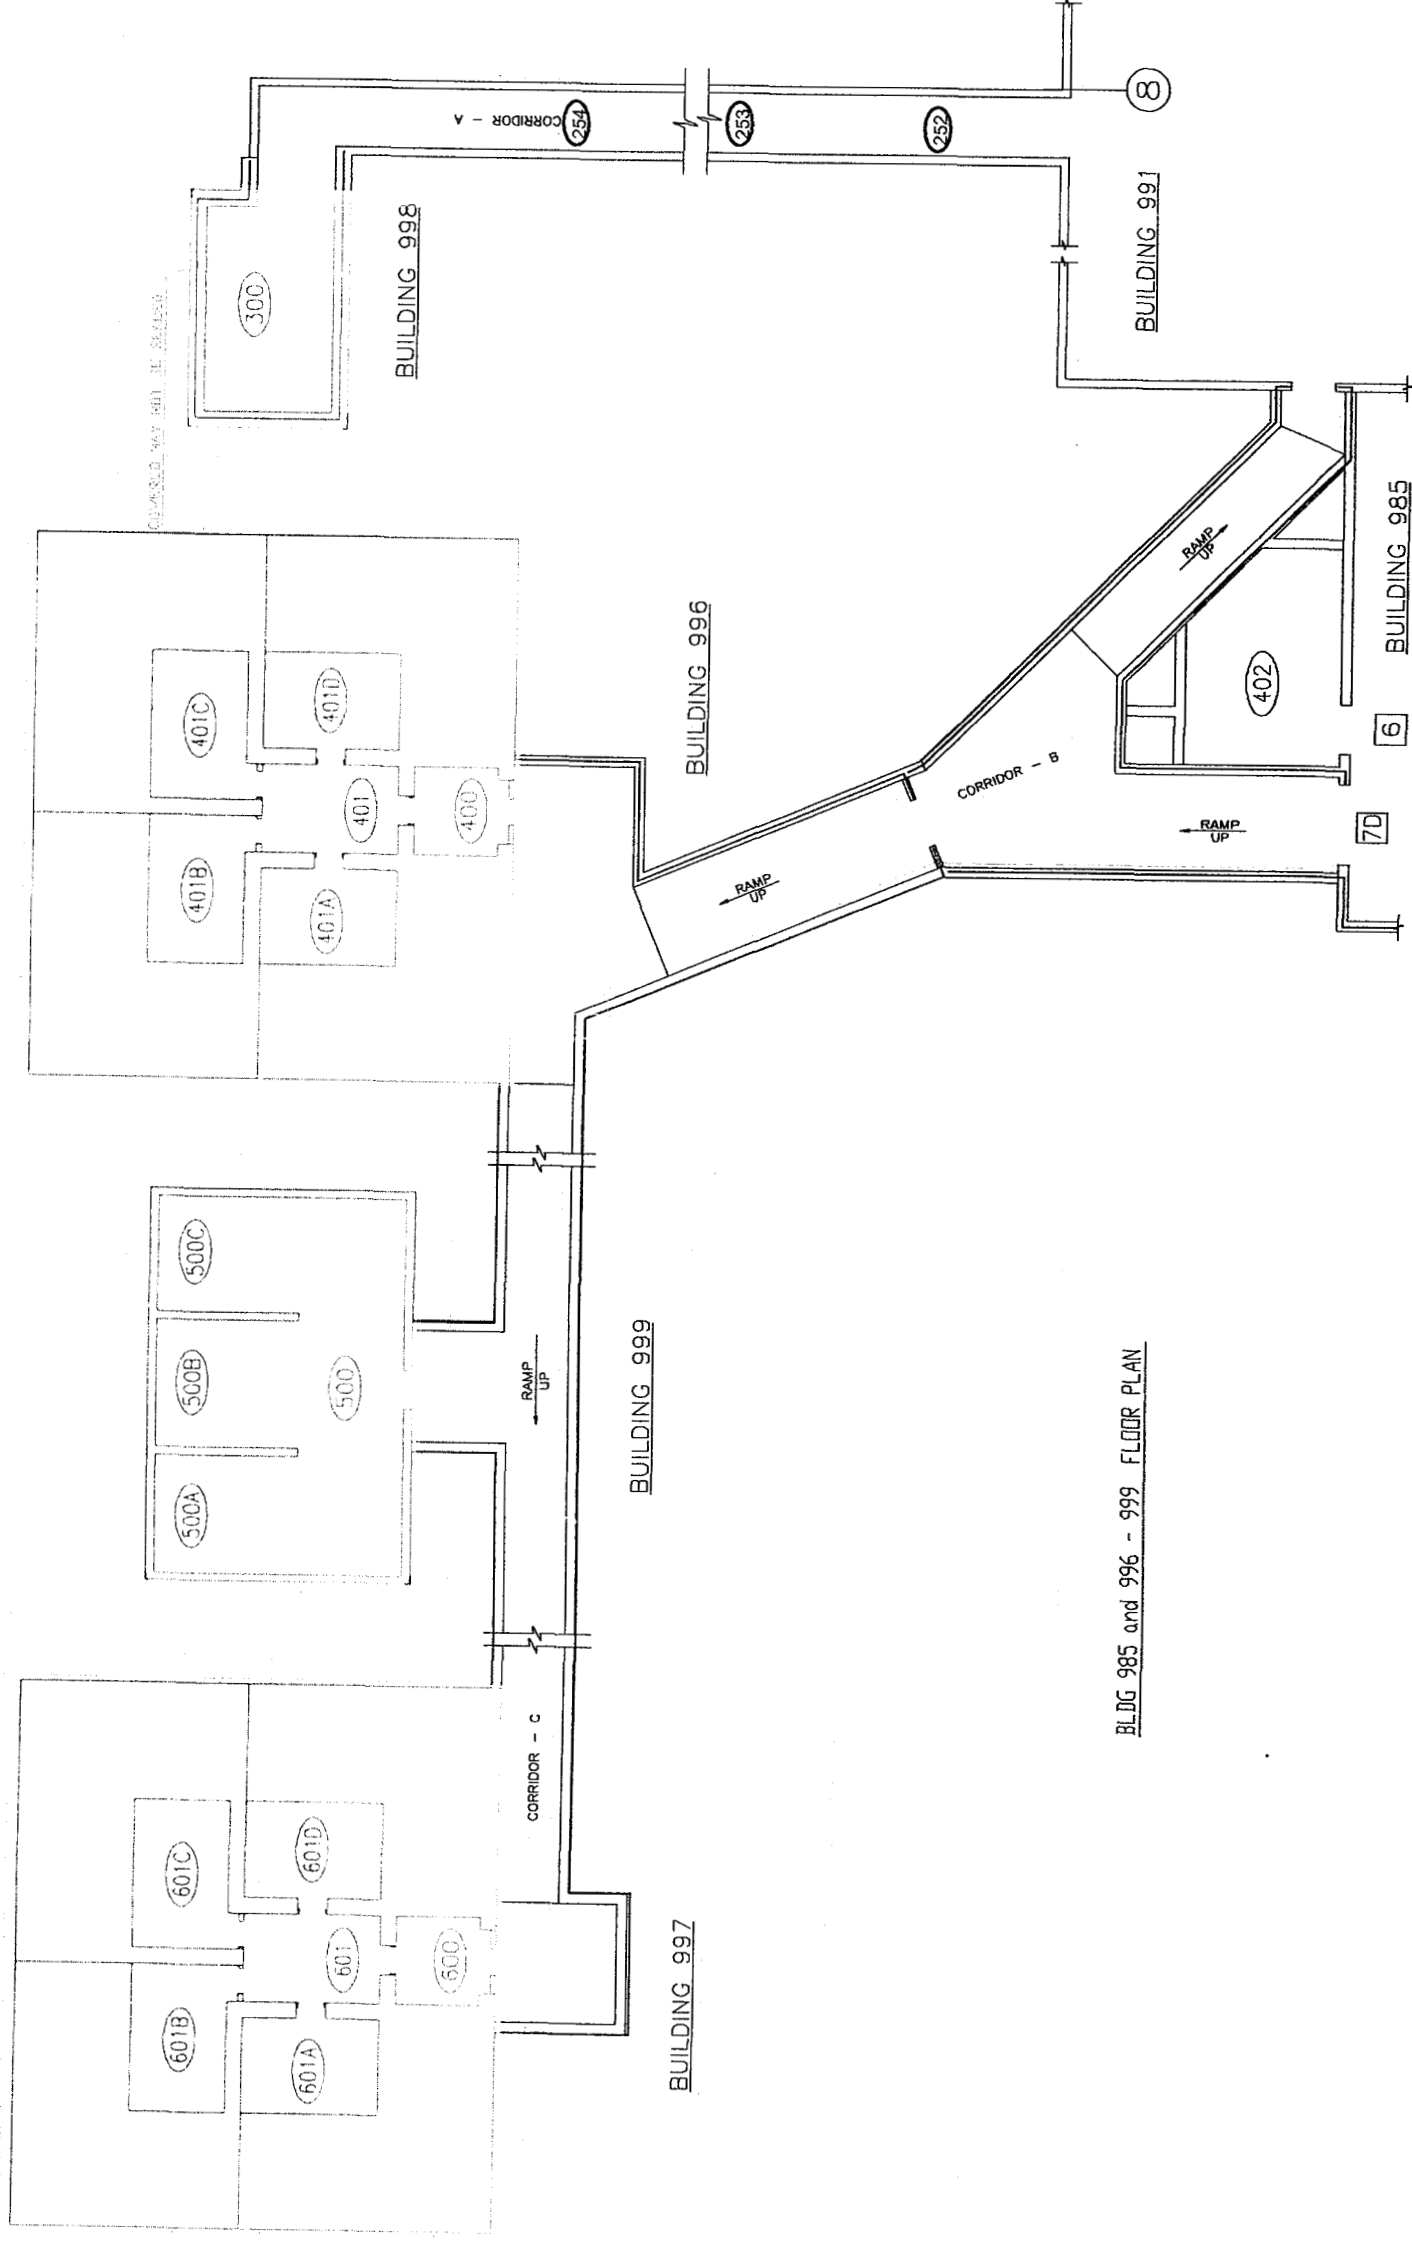 601B
601C
401B
401C
300
500A
500B
500C
601A
601
601D
401A
401
401D
600
500
400
CORRIDOR - A
254
253
252
8
BUILDING 998
BUILDING 991
CORRIDOR - C
RAMP
UP
RAMP
UP
CORRIDOR - B
RAMP
UP
RAMP
UP
BUILDING 997
BUILDING 999
BUILDING 996
402
BUILDING 985
7D
6
BLDG 985 and 996 - 999 FLOOR PLAN